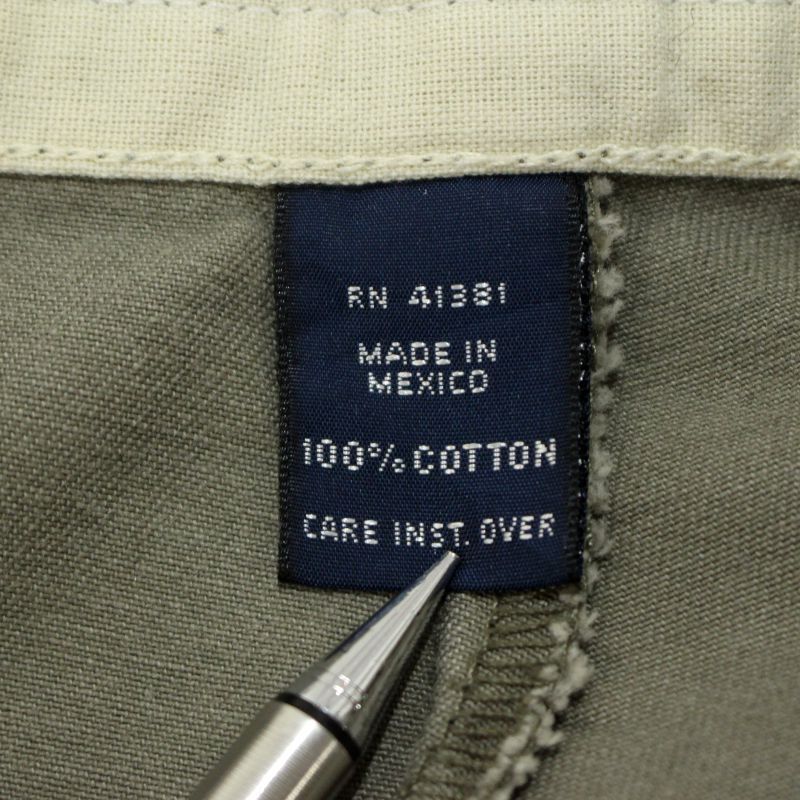 RN 41381
MADE IN
MEXICO
100% COTTON
CARE INST. OVER